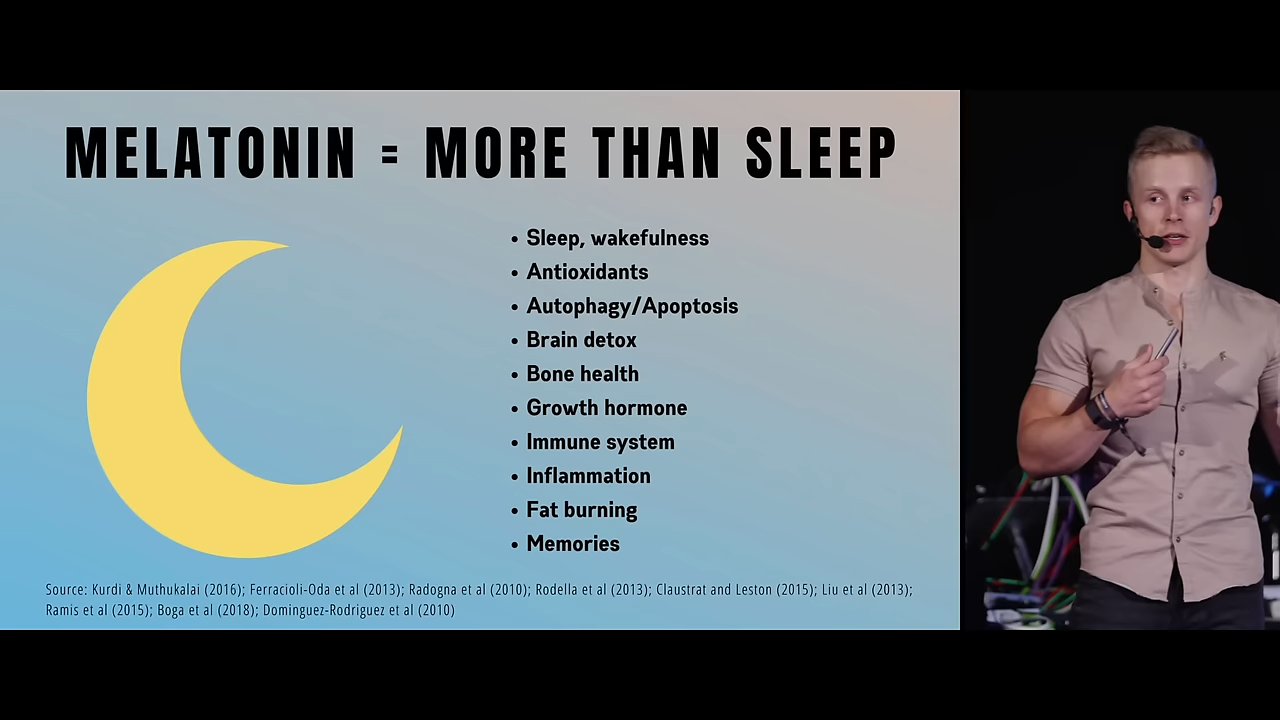 MELATONIN = MORE THAN SLEEP
• Sleep, wakefulness
• Antioxidants
• Autophagy/Apoptosis
• Brain detox
• Bone health
• Growth hormone
• Immune system
• Inflammation
• Fat burning
• Memories
Source: Kurdi & Muthukalai (2016); Ferracioli-Oda et al (2013); Radogna et al (2010); Rodella et al (2013); Claustrat and Leston (2015); Liu et al (2013);
Ramis et al (2015); Boga et al (2018); Dominguez-Rodriguez et al (2010)